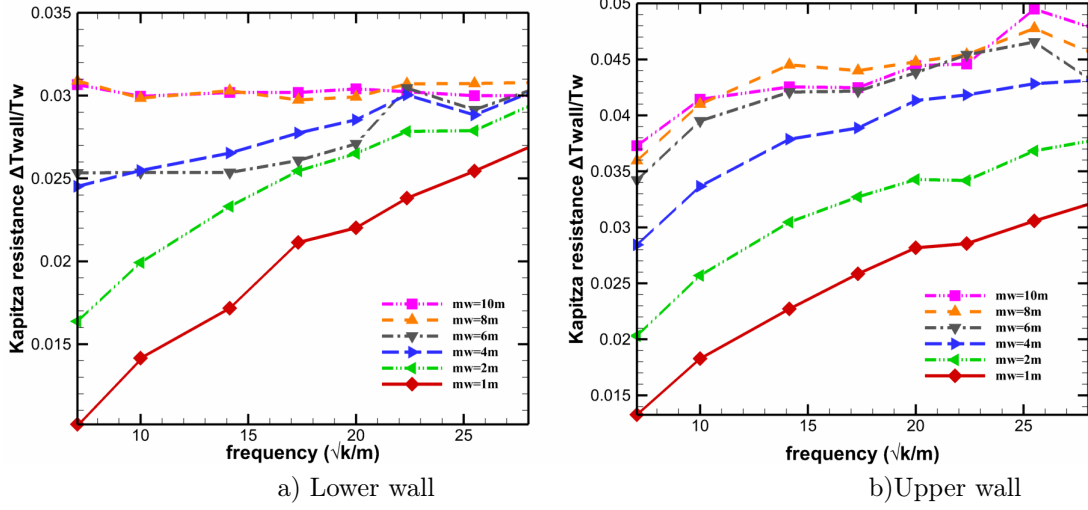 Kapitza resistance ΔTwall/Tw
0.035
0.03
0.025
0.02
0.015
10
15
20
25
frequency (√k/m)
mw=10m
mw=8m
mw=6m
mw=4m
mw=2m
mw=1m
a) Lower wall
Kapitza resistance ΔTwall/Tw
0.05
0.045
0.04
0.035
0.03
0.025
0.02
0.015
10
15
20
25
frequency (√k/m)
mw=10m
mw=8m
mw=6m
mw=4m
mw=2m
mw=1m
b)Upper wall